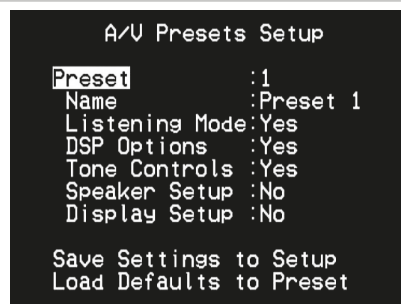 A/V Presets Setup
Preset :1
Name :Preset 1
Listening Mode:Yes
DSP Options :Yes
Tone Controls :Yes
Speaker Setup :No
Display Setup :No
Save Settings to Setup
Load Defaults to Preset